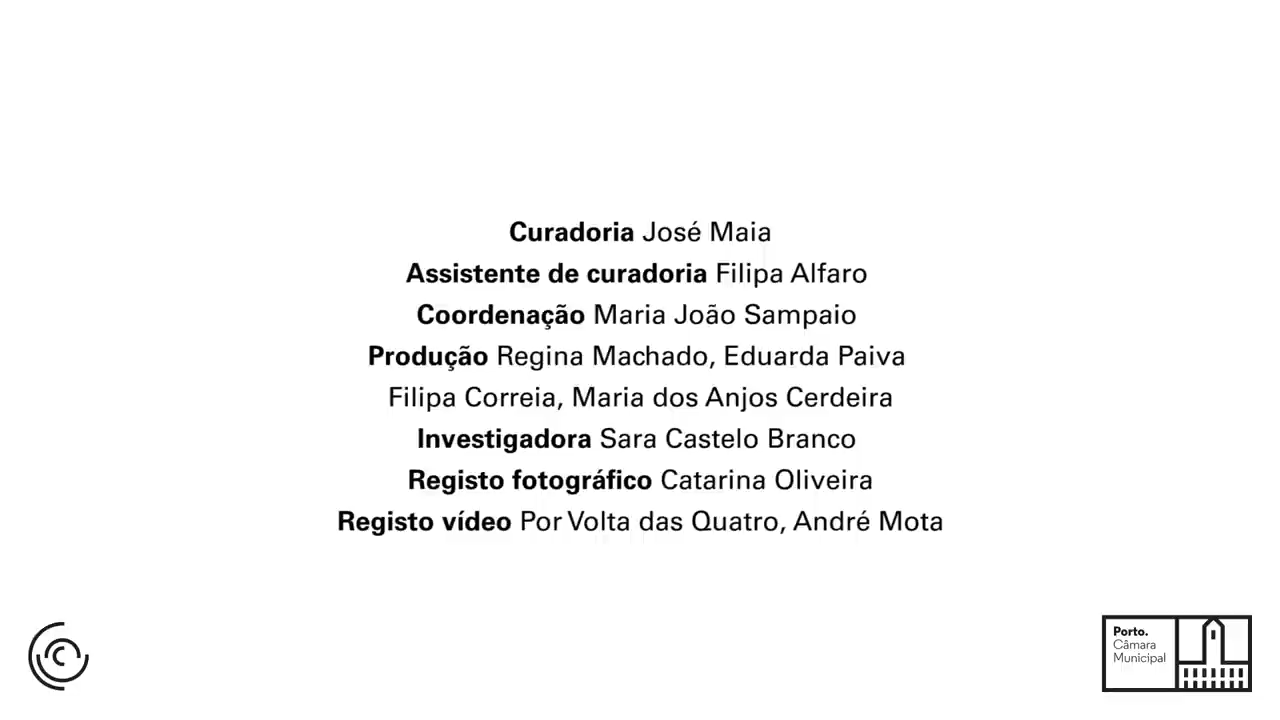 Curadoria José Maia
Assistente de curadoria Filipa Alfaro
Coordenação Maria João Sampaio
Produção Regina Machado, Eduarda Paiva
Filipa Correia, Maria dos Anjos Cerdeira
Investigadora Sara Castelo Branco
Registo fotográfico Catarina Oliveira
Registo vídeo Por Volta das Quatro, André Mota
Porto.
Câmara
Municipal